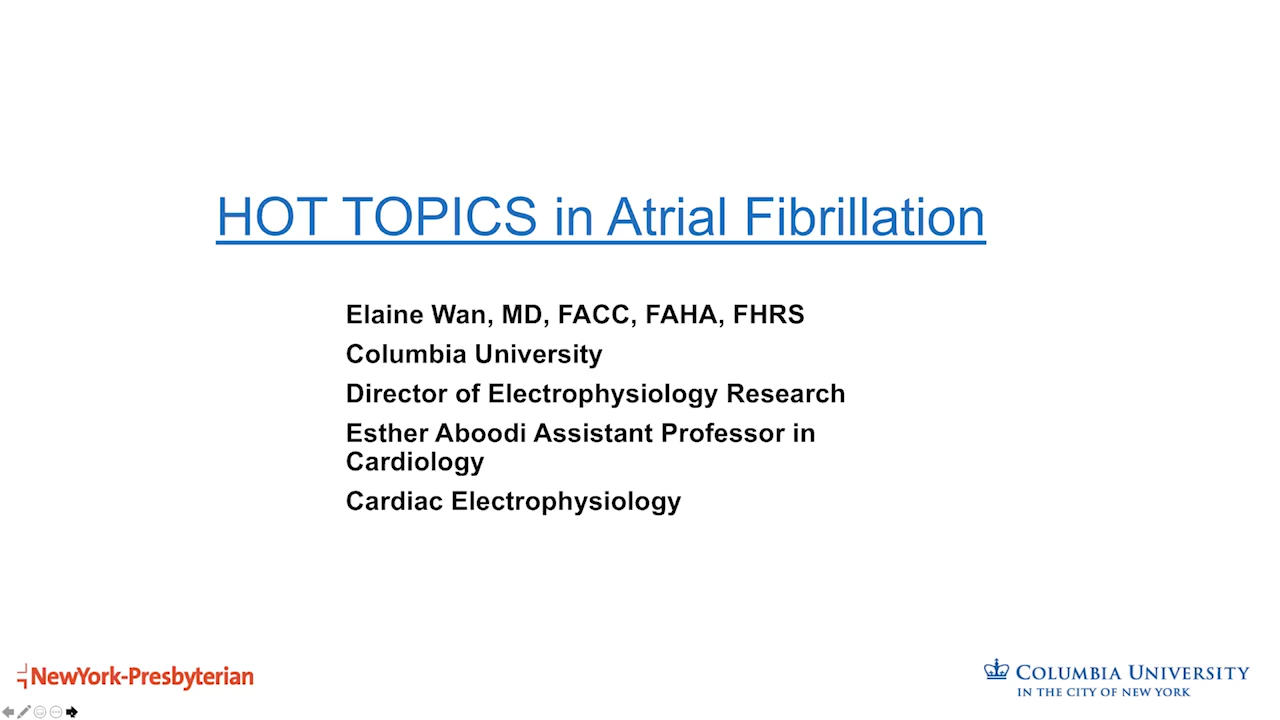 HOT TOPICS in Atrial Fibrillation
Elaine Wan, MD, FACC, FAHA, FHRS
Columbia University
Director of Electrophysiology Research
Esther Aboodi Assistant Professor in
Cardiology
Cardiac Electrophysiology
NewYork-Presbyterian
COLUMBIA UNIVERSITY
IN THE CITY OF NEW YORK